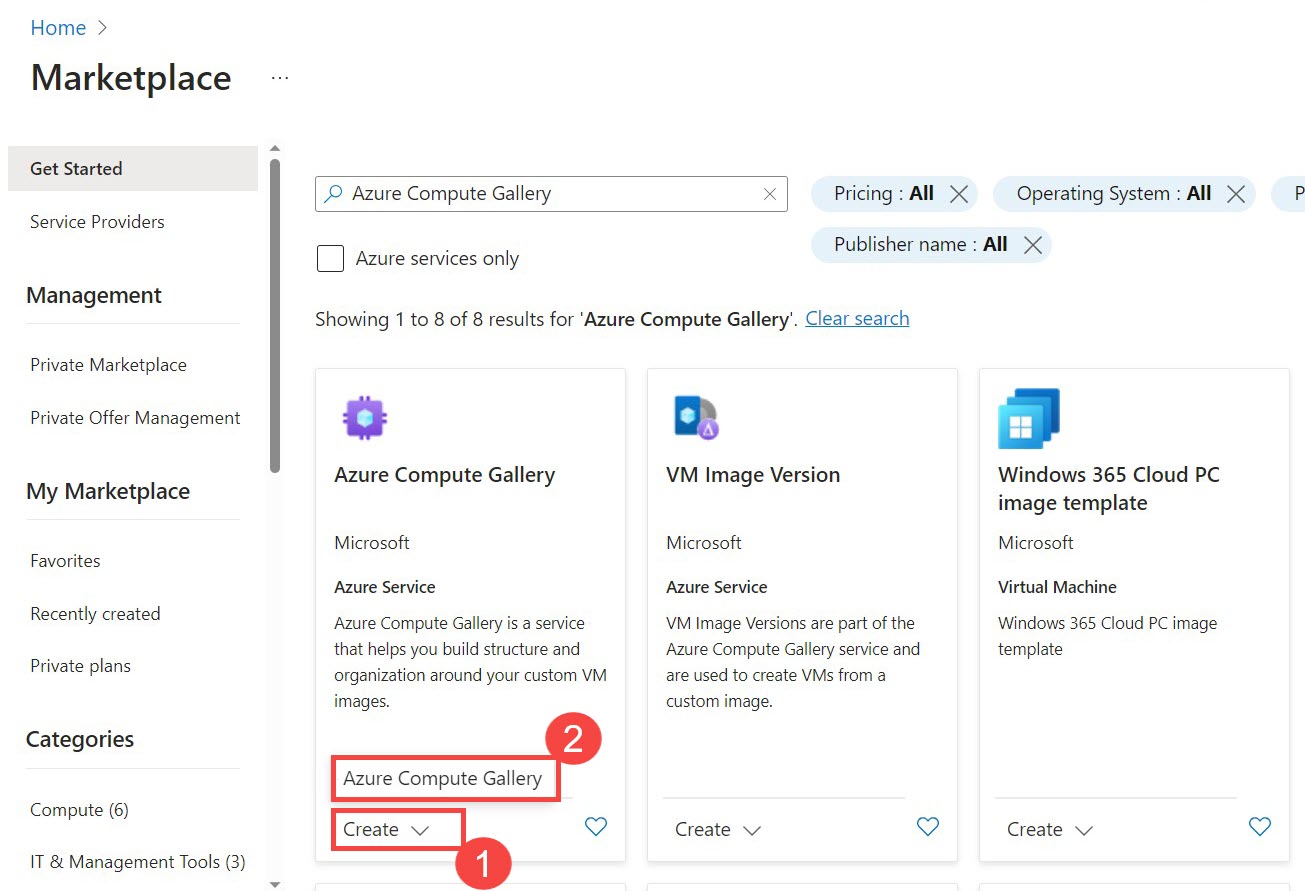 Home
Marketplace
Get Started
Service Providers
Management
Private Marketplace
Private Offer Management
My Marketplace
Favorites
Recently created
Private plans
Categories
Compute (6)
IT & Management Tools (3)
Azure Compute Gallery
Pricing : All
Operating System : All
P
Publisher name : All
Azure services only
Showing 1 to 8 of 8 results for 'Azure Compute Gallery'. Clear search
Azure Compute Gallery
Microsoft
Azure Service
Azure Compute Gallery is a service
that helps you build structure and
organization around your custom VM
images.
2
Azure Compute Gallery
Create
1
VM Image Version
Microsoft
Azure Service
VM Image Versions are part of the
Azure Compute Gallery service and
are used to create VMs from a
custom image.
Create
Windows 365 Cloud PC
image template
Microsoft
Virtual Machine
Windows 365 Cloud PC image
template
Create